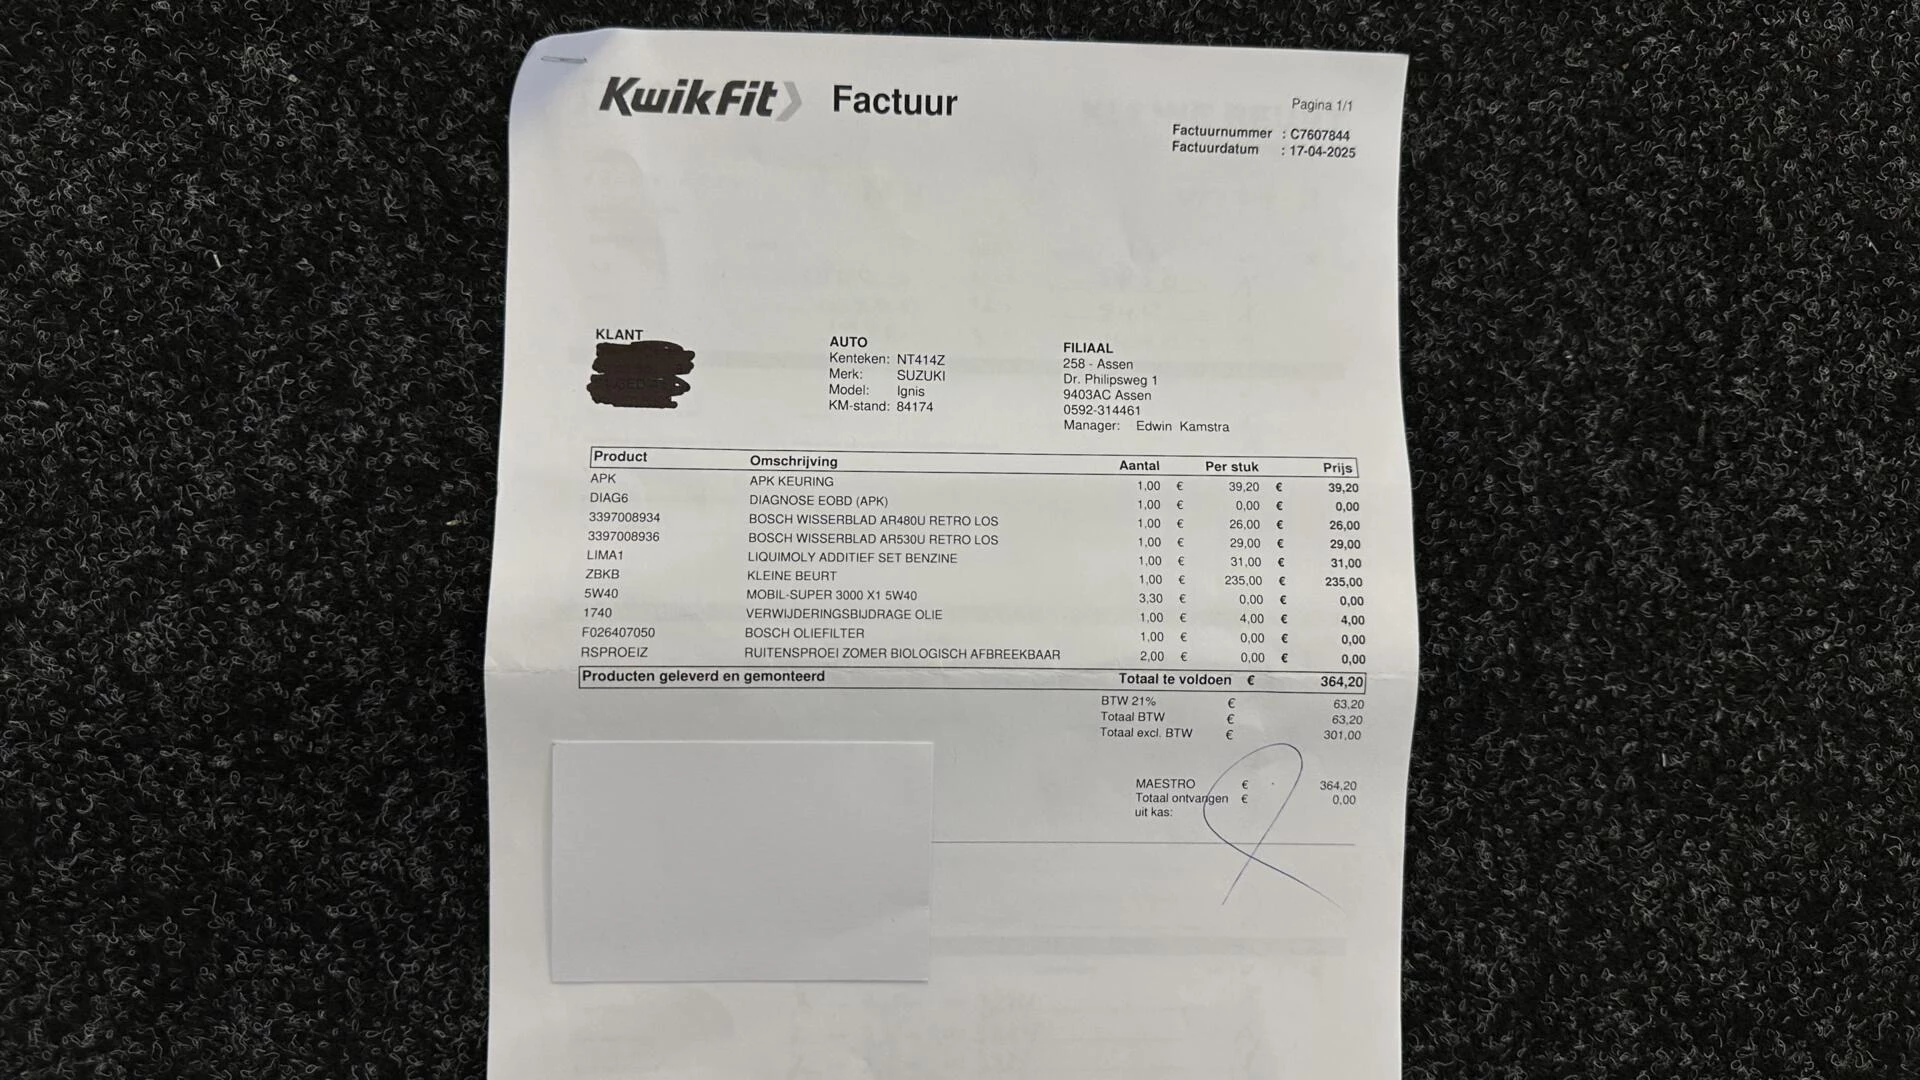 KwikFit Factuur
Pagina 1/1
Factuurnummer : C7607844
Factuurdatum : 17-04-2025
KLANT
AUTO
Kenteken: NT414Z
Merk: SUZUKI
Model: Ignis
KM-stand: 84174
FILIAAL
258 - Assen
Dr. Philipsweg 1
9403AC Assen
0592-314461
Manager: Edwin Kamstra
Product Omschrijving Aantal Per stuk Prijs
APK APK KEURING 1,00 € 39,20 € 39,20
DIAG6 DIAGNOSE EOBD (APK) 1,00 € 0,00 € 0,00
3397008934 BOSCH WISSERBLAD AR480U RETRO LOS 1,00 € 26,00 € 26,00
3397008936 BOSCH WISSERBLAD AR530U RETRO LOS 1,00 € 29,00 € 29,00
LIMA1 LIQUIMOLY ADDITIEF SET BENZINE 1,00 € 31,00 € 31,00
ZBKB KLEINE BEURT 1,00 € 235,00 € 235,00
5W40 MOBIL-SUPER 3000 X1 5W40 3,30 € 0,00 € 0,00
1740 VERWIJDERINGSBIJDRAGE OLIE 1,00 € 4,00 € 4,00
F026407050 BOSCH OLIEFILTER 1,00 € 0,00 € 0,00
RSPROEIZ RUITENSPROEI ZOMER BIOLOGISCH AFBREEKBAAR 2,00 € 0,00 € 0,00
Producten geleverd en gemonteerd Totaal te voldoen € 364,20
BTW 21% € 63,20
Totaal BTW € 63,20
Totaal excl. BTW € 301,00
MAESTRO € 364,20
Totaal ontvangen € 0,00
uit kas: